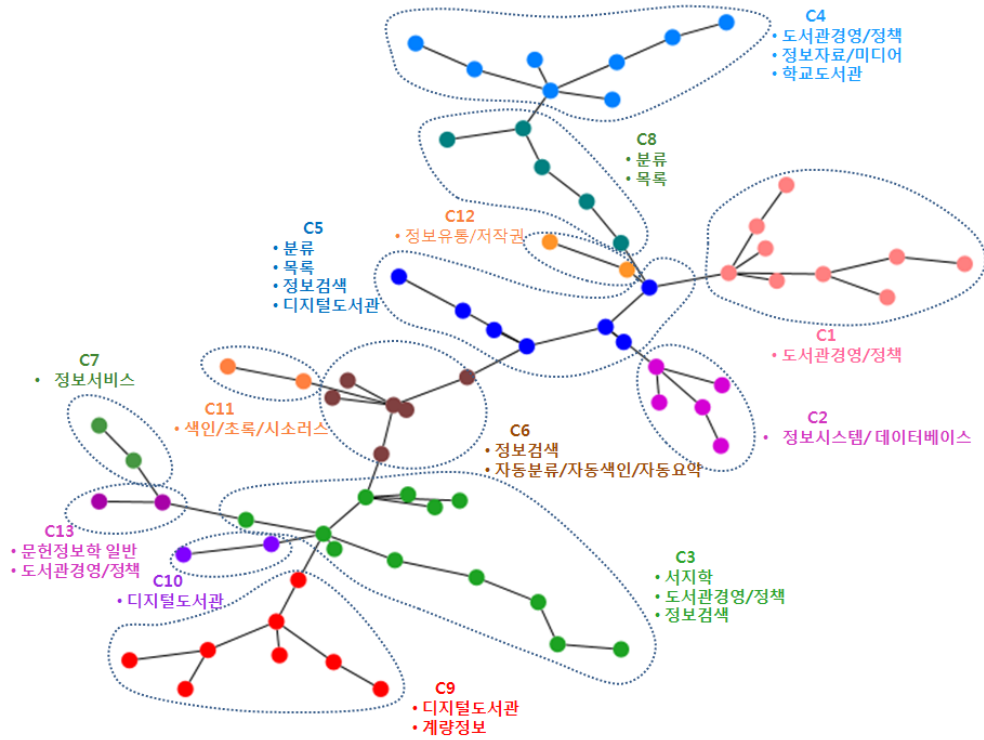 C4
• 도서관경영/정책
• 정보자료/미디어
• 학교도서관
C8
• 분류
• 목록
C12
• 정보유통/저작권
C5
• 분류
• 목록
• 정보검색
• 디지털도서관
C1
• 도서관경영/정책
C7
• 정보서비스
C11
• 색인/초록/시소러스
C6
• 정보검색
• 자동분류/자동색인/자동요약
C2
• 정보시스템/데이터베이스
C13
• 문헌정보학 일반
• 도서관경영/정책
C10
• 디지털도서관
C3
• 서지학
• 도서관경영/정책
• 정보검색
C9
• 디지털도서관
• 계량정보